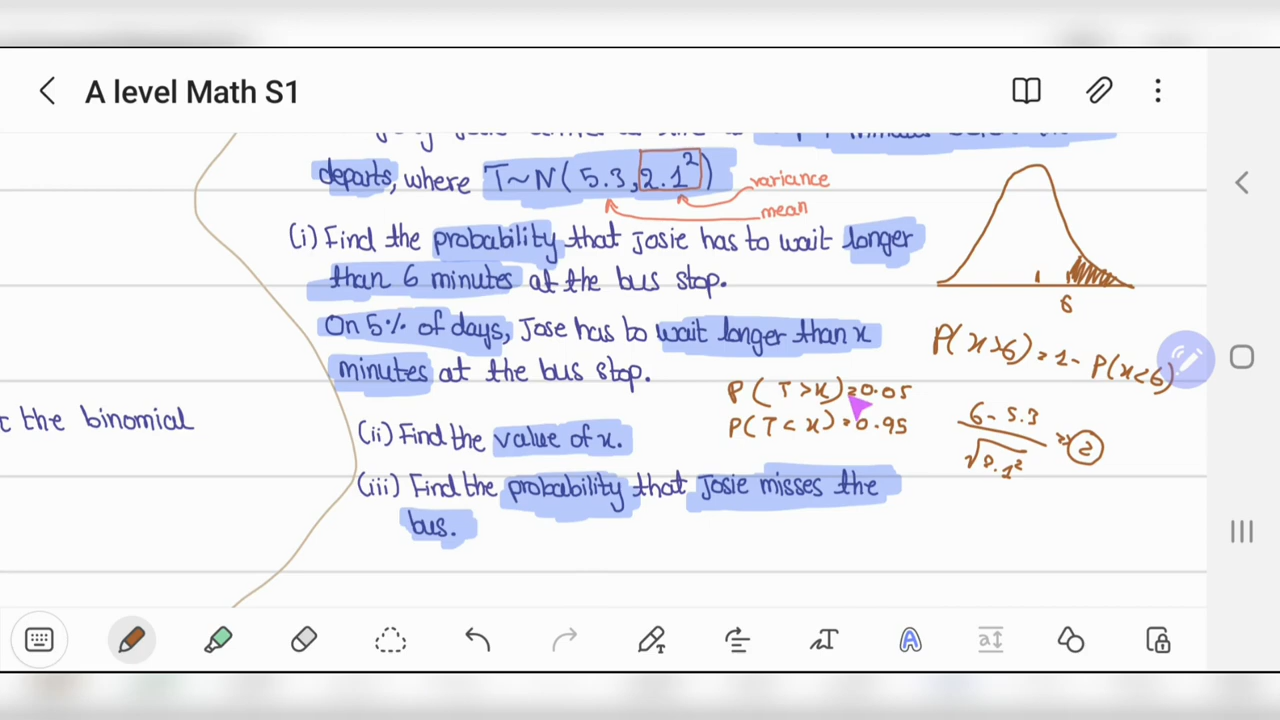 A level Math S1
departs, where T~N(5.3, 2.1²)
variance
mean
(i) Find the probability that Josie has to wait longer
than 6 minutes at the bus stop.
On 5% of days, Jose has to wait longer than x
minutes at the bus stop.
P(T>x)=0.05
P(T<x)=0.95
the binomial
(ii) Find the value of x.
(iii) Find the probability that Josie misses the
bus.
6
P(x>6)=1-P(x<6)
6-5.3
√2.1²
= z